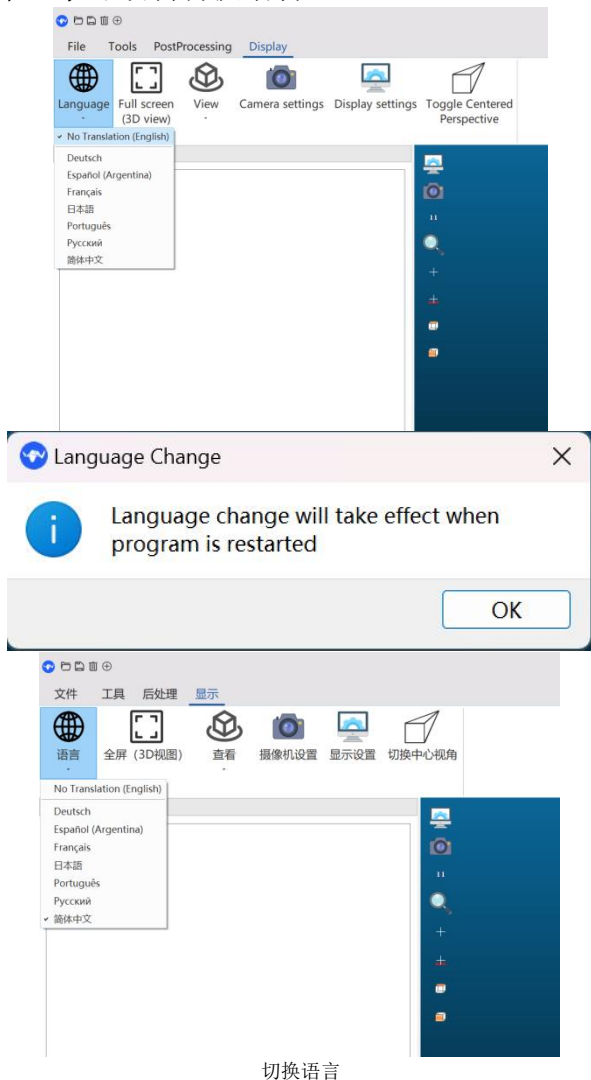 File Tools PostProcessing Display
Language Full screen (3D view) View Camera settings Display settings Toggle Centered Perspective
✓ No Translation (English)
Deutsch
Español (Argentina)
Français
日本語
Português
Русский
简体中文
1:1
Language Change
Language change will take effect when
program is restarted
OK
文件 工具 后处理 显示
语言 全屏（3D视图） 查看 摄像机设置 显示设置 切换中心视角
No Translation (English)
Deutsch
Español (Argentina)
Français
日本語
Português
Русский
✓ 简体中文
1:1
切换语言